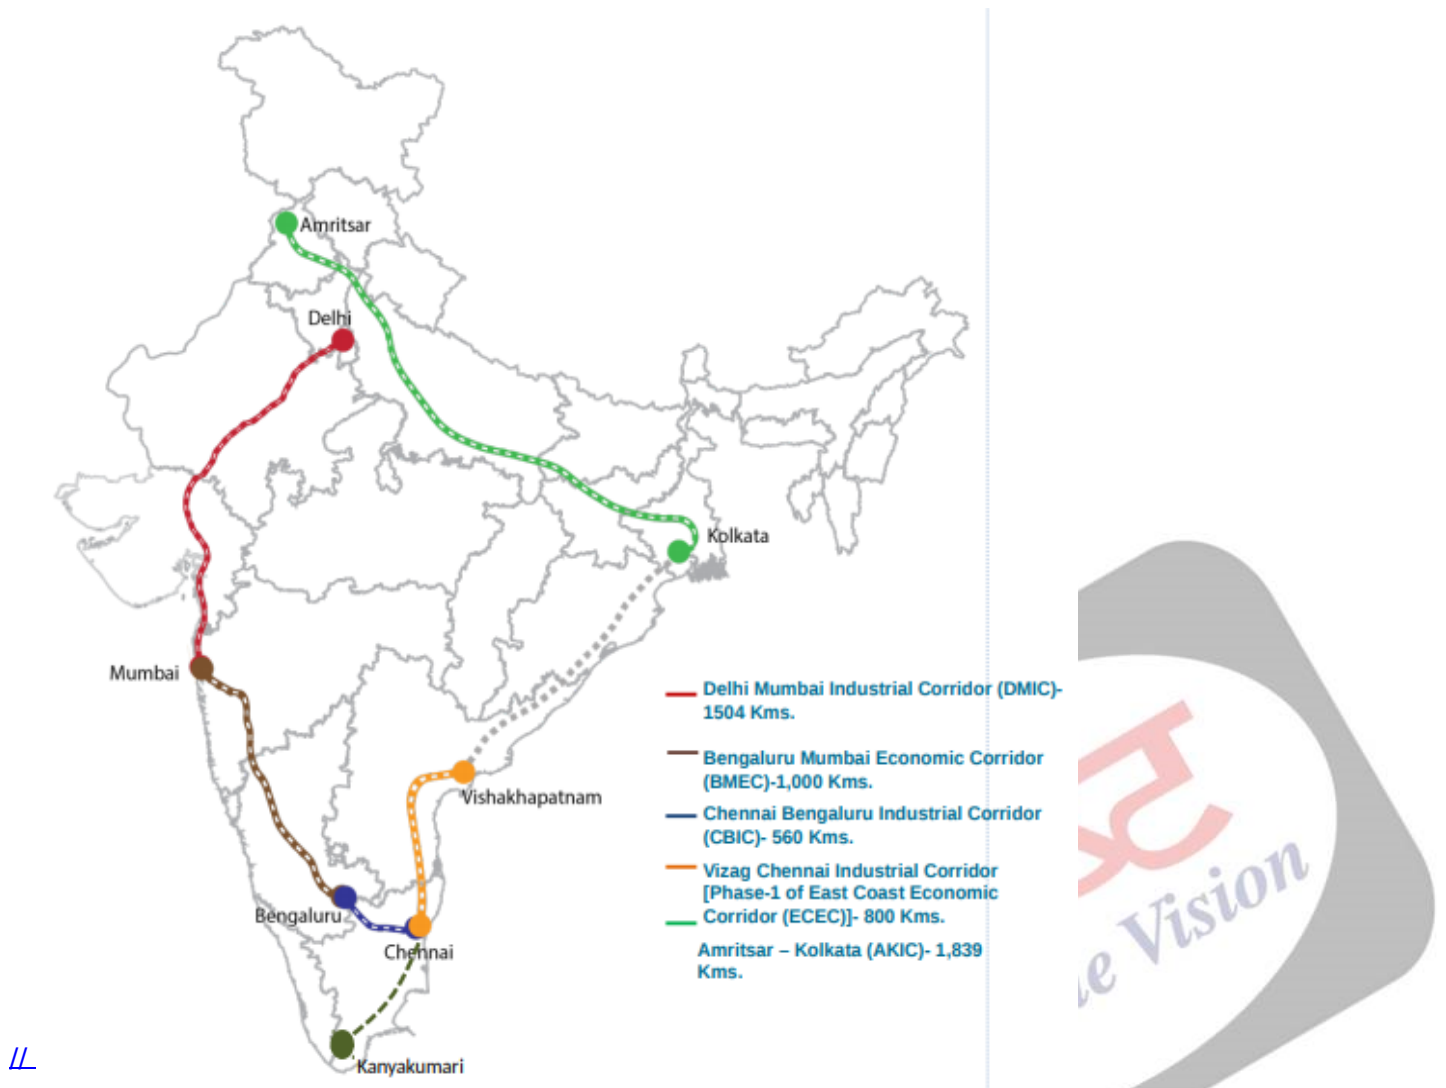 Amritsar
Delhi
Kolkata
Mumbai
Delhi Mumbai Industrial Corridor (DMIC)-
1504 Kms.
Bengaluru Mumbai Economic Corridor
(BMEC)-1,000 Kms.
Vishakhapatnam
Chennai Bengaluru Industrial Corridor
(CBIC)- 560 Kms.
Vizag Chennai Industrial Corridor
[Phase-1 of East Coast Economic
Corridor (ECEC)]- 800 Kms.
Bengaluru
Chennai
Amritsar – Kolkata (AKIC)- 1,839
Kms.
Kanyakumari
//
Vision